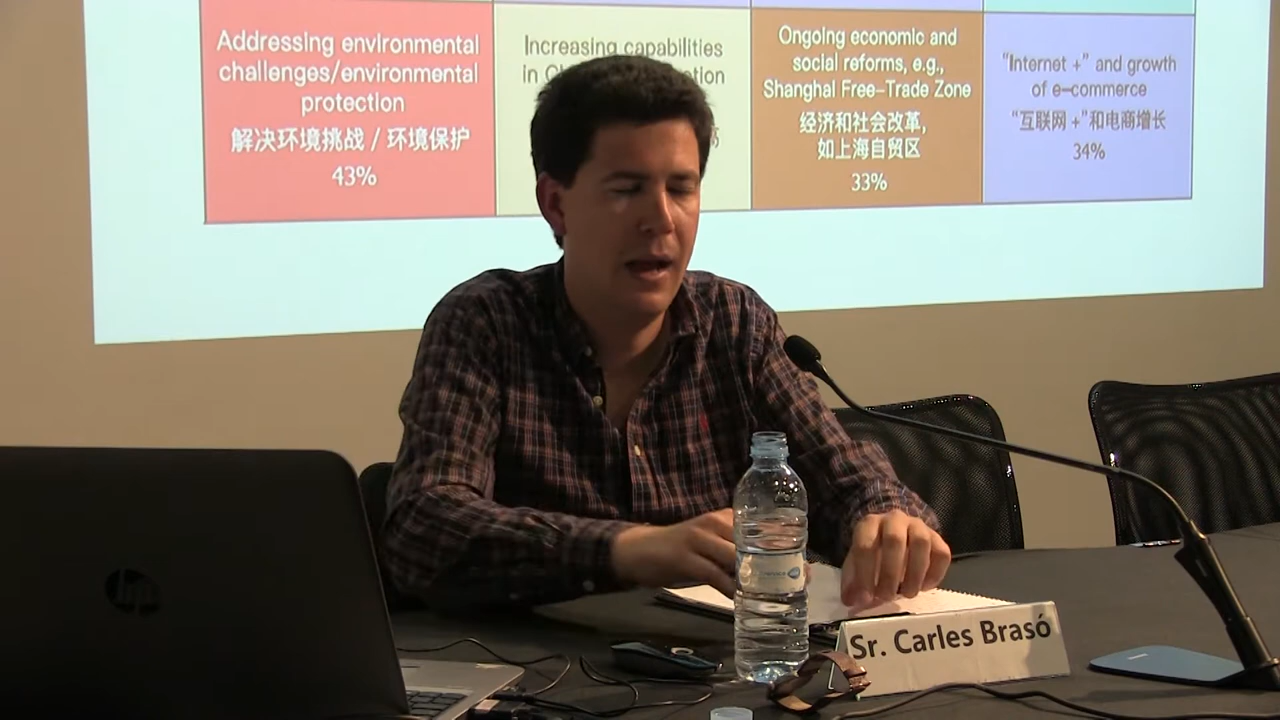 Addressing environmental
challenges/environmental
protection
解决环境挑战 / 环境保护
43%
Increasing capabilities
in
Ongoing economic and
social reforms, e.g.,
Shanghai Free-Trade Zone
经济和社会改革,
如上海自贸区
33%
"Internet +" and growth
of e-commerce
"互联网 +"和电商增长
34%
hp
Sr. Carles Brasó